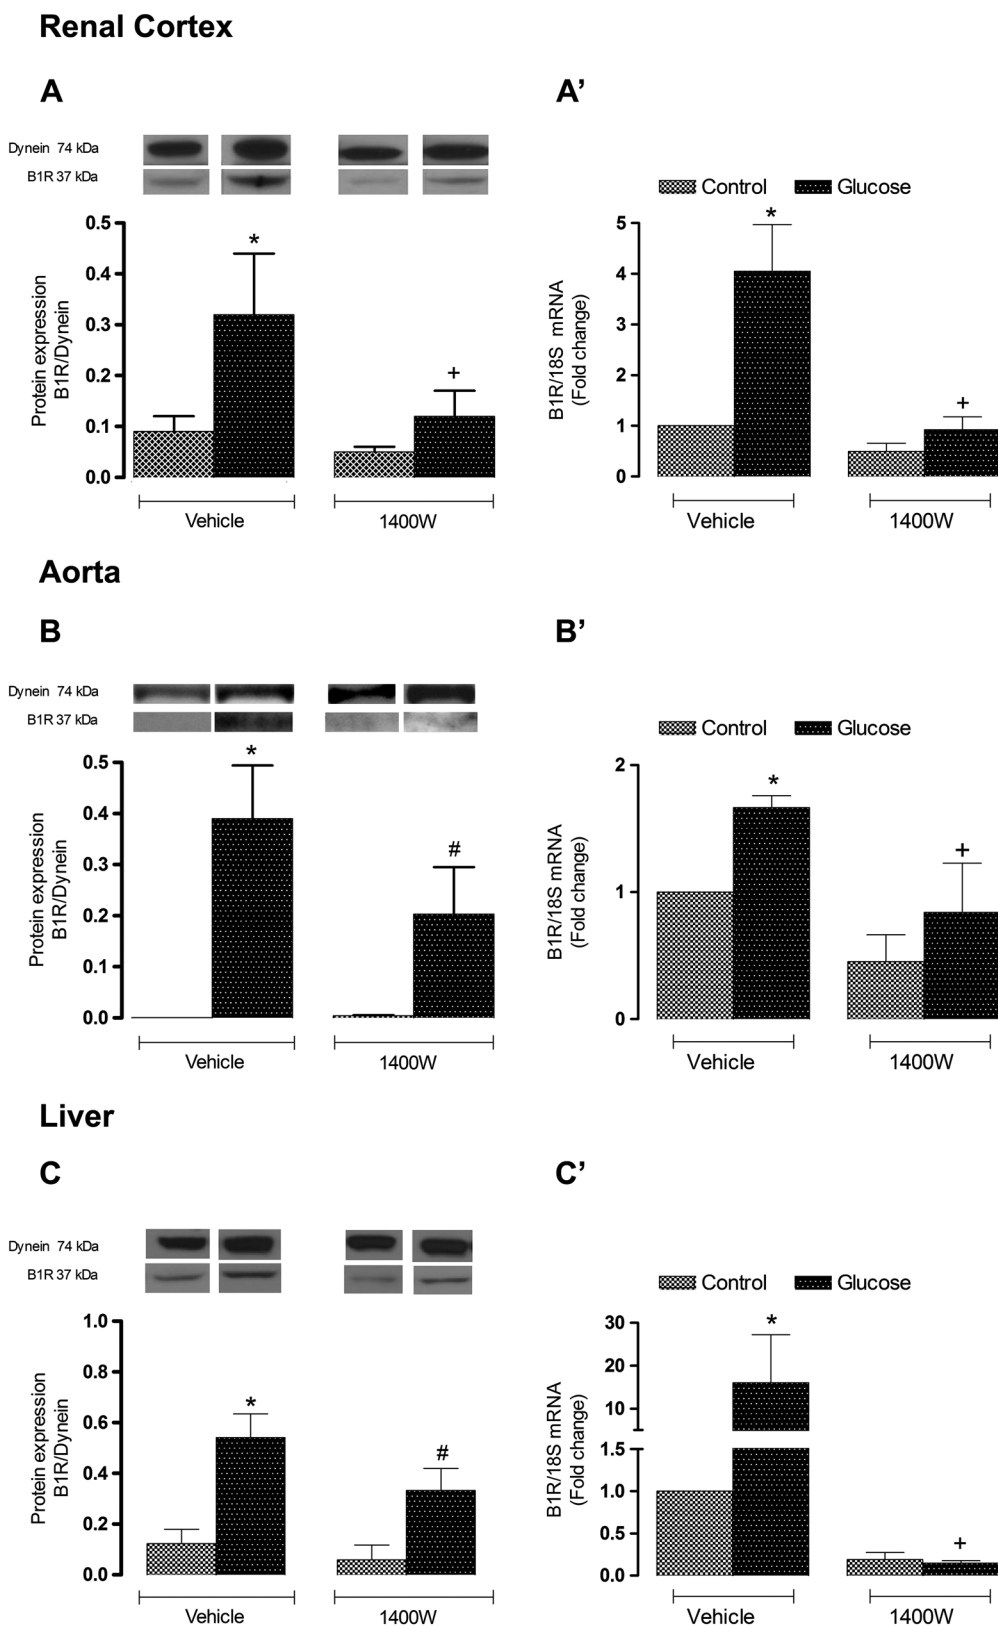 Renal Cortex
A
Dynein 74 kDa
B1R 37 kDa
Protein expression
B1R/Dynein
0.5
0.4
0.3
0.2
0.1
0.0
*
+
Vehicle
1400W
A’
Control
Glucose
B1R/18S mRNA
(Fold change)
5
4
3
2
1
0
*
+
Vehicle
1400W
Aorta
B
Dynein 74 kDa
B1R 37 kDa
Protein expression
B1R/Dynein
0.5
0.4
0.3
0.2
0.1
0.0
*
#
Vehicle
1400W
B’
Control
Glucose
B1R/18S mRNA
(Fold change)
2
1
0
*
+
Vehicle
1400W
Liver
C
Dynein 74 kDa
B1R 37 kDa
Protein expression
B1R/Dynein
1.0
0.8
0.6
0.4
0.2
0.0
*
#
Vehicle
1400W
C’
Control
Glucose
B1R/18S mRNA
(Fold change)
30
20
10
1.5
1.0
0.5
0.0
*
+
Vehicle
1400W